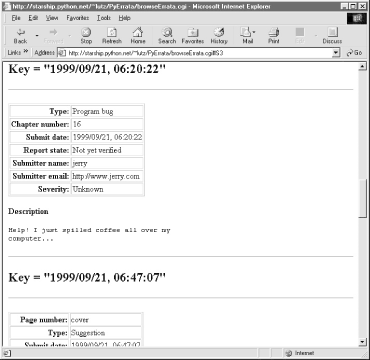 http://starship.python.net/~lutz/PyErrata/browseErrata.cgi - Microsoft Internet Explorer
File Edit View Favorites Tools Help
Back Stop Refresh Home Search Favorites History Mail Print Discuss
Links » Address http://starship.python.net/~lutz/PyErrata/browseErrata.cgi#S3 Go
Key = "1999/09/21, 06:20:22"
Type: Program bug
Chapter number: 16
Submit date: 1999/09/21, 06:20:22
Report state: Not yet verified
Submitter name: jerry
Submitter email: http://www.jerry.com
Severity: Unknown
Description
Help! I just spilled coffee all over my
computer...
Key = "1999/09/21, 06:47:07"
Page number: cover
Type: Suggestion
Submit date: 1999/09/21, 06:47:07
Internet